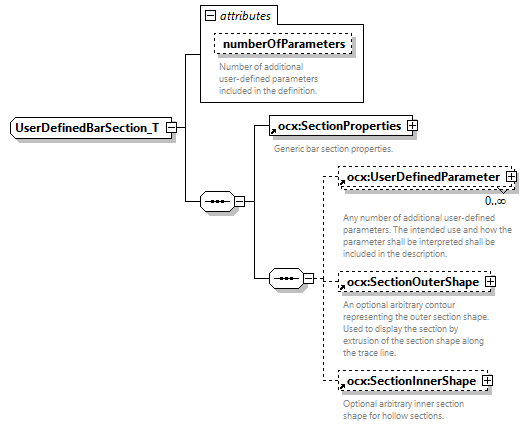 attributes
numberOfParameters
Number of additional
user-defined parameters
included in the definition.
UserDefinedBarSection_T
ocx:SectionProperties
Generic bar section properties.
ocx:UserDefinedParameter
0..∞
Any number of additional user-defined
parameters. The intended use and how the
parameter shall be interpreted shall be
included in the description.
ocx:SectionOuterShape
An optional arbitrary contour
representing the outer section shape.
Used to display the section by
extrusion of the section shape along
the trace line.
ocx:SectionInnerShape
Optional arbitrary inner section
shape for hollow sections.